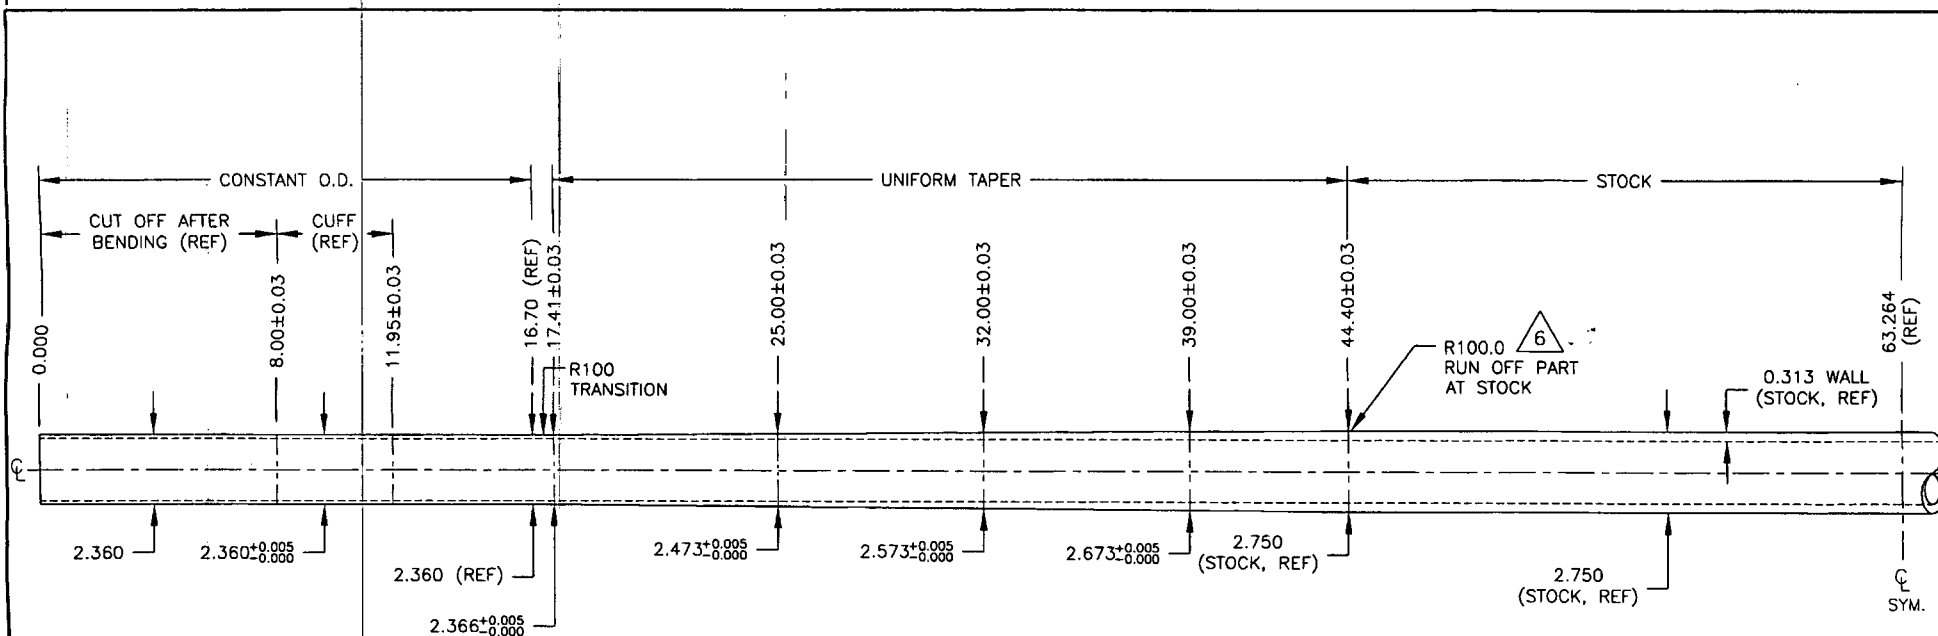 CONSTANT O.D.
UNIFORM TAPER
STOCK
CUT OFF AFTER
BENDING (REF)
CUFF
(REF)
0.000
8.00±0.03
11.95±0.03
16.70 (REF)
17.41±0.03
25.00±0.03
32.00±0.03
39.00±0.03
44.40±0.03
63.264
(REF)
R100
TRANSITION
R100.0 6
RUN OFF PART
AT STOCK
0.313 WALL
(STOCK, REF)
℄
2.360
2.360+0.005
-0.000
2.360 (REF)
2.366+0.005
-0.000
2.473+0.005
-0.000
2.573+0.005
-0.000
2.673+0.005
-0.000
2.750
(STOCK, REF)
2.750
(STOCK, REF)
℄
SYM.